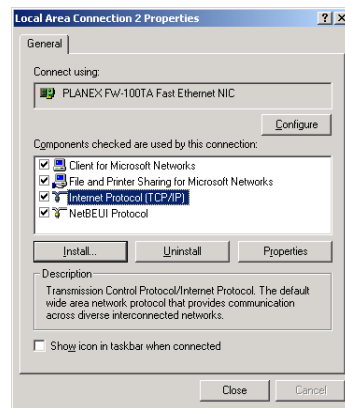 Local Area Connection 2 Properties
General
Connect using:
PLANEX FW-100TA Fast Ethernet NIC
Configure
Components checked are used by this connection:
Client for Microsoft Networks
File and Printer Sharing for Microsoft Networks
Internet Protocol (TCP/IP)
NetBEUI Protocol
Install... Uninstall Properties
Description
Transmission Control Protocol/Internet Protocol. The default
wide area network protocol that provides communication
across diverse interconnected networks.
Show icon in taskbar when connected
Close Cancel